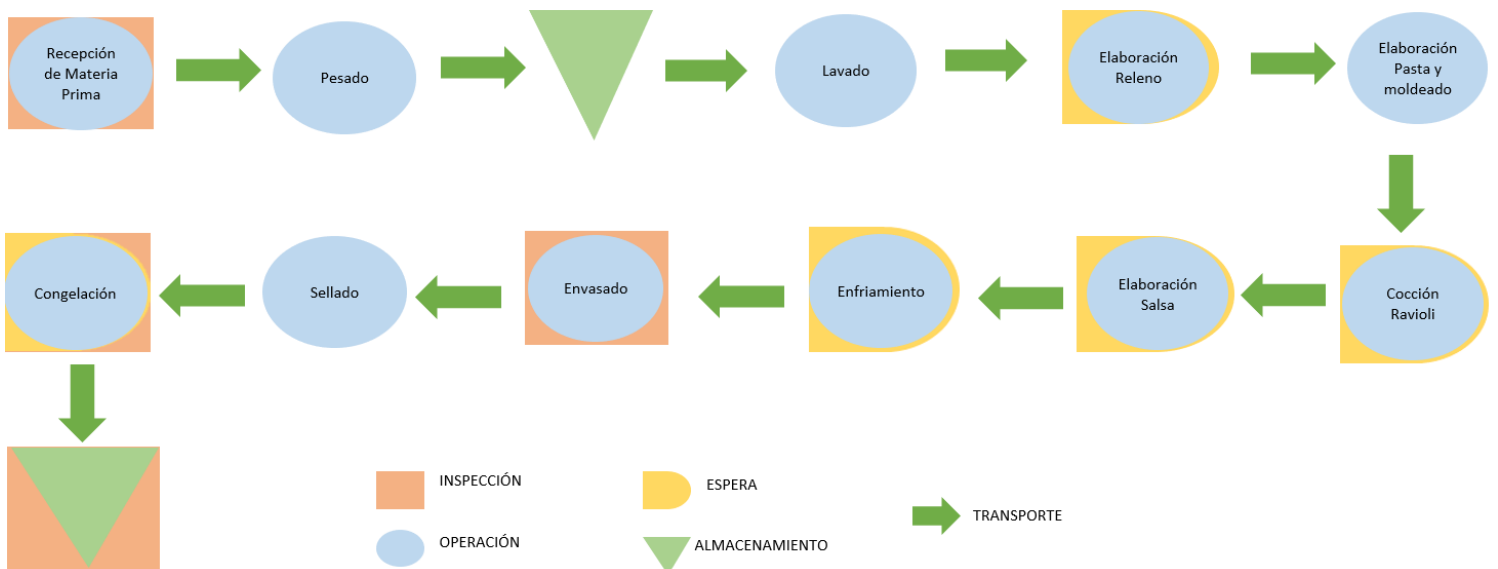 Recepción
de Materia
Prima
Pesado
Lavado
Elaboración
Releno
Elaboración
Pasta y
moldeado
Congelación
Sellado
Envasado
Enfriamiento
Elaboración
Salsa
Cocción
Ravioli
INSPECCIÓN
ESPERA
TRANSPORTE
OPERACIÓN
ALMACENAMIENTO